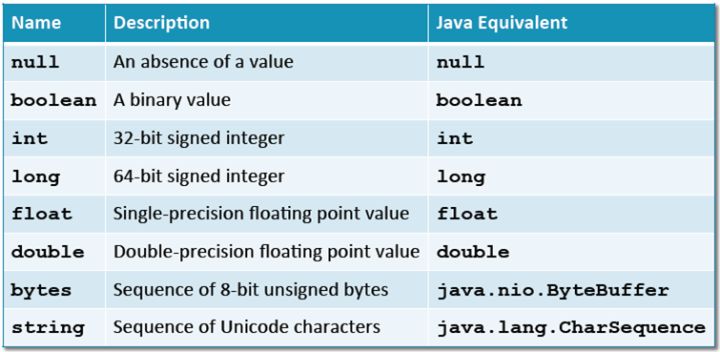 Name Description Java Equivalent
null An absence of a value null
boolean A binary value boolean
int 32-bit signed integer int
long 64-bit signed integer long
float Single-precision floating point value float
double Double-precision floating point value double
bytes Sequence of 8-bit unsigned bytes java.nio.ByteBuffer
string Sequence of Unicode characters java.lang.CharSequence